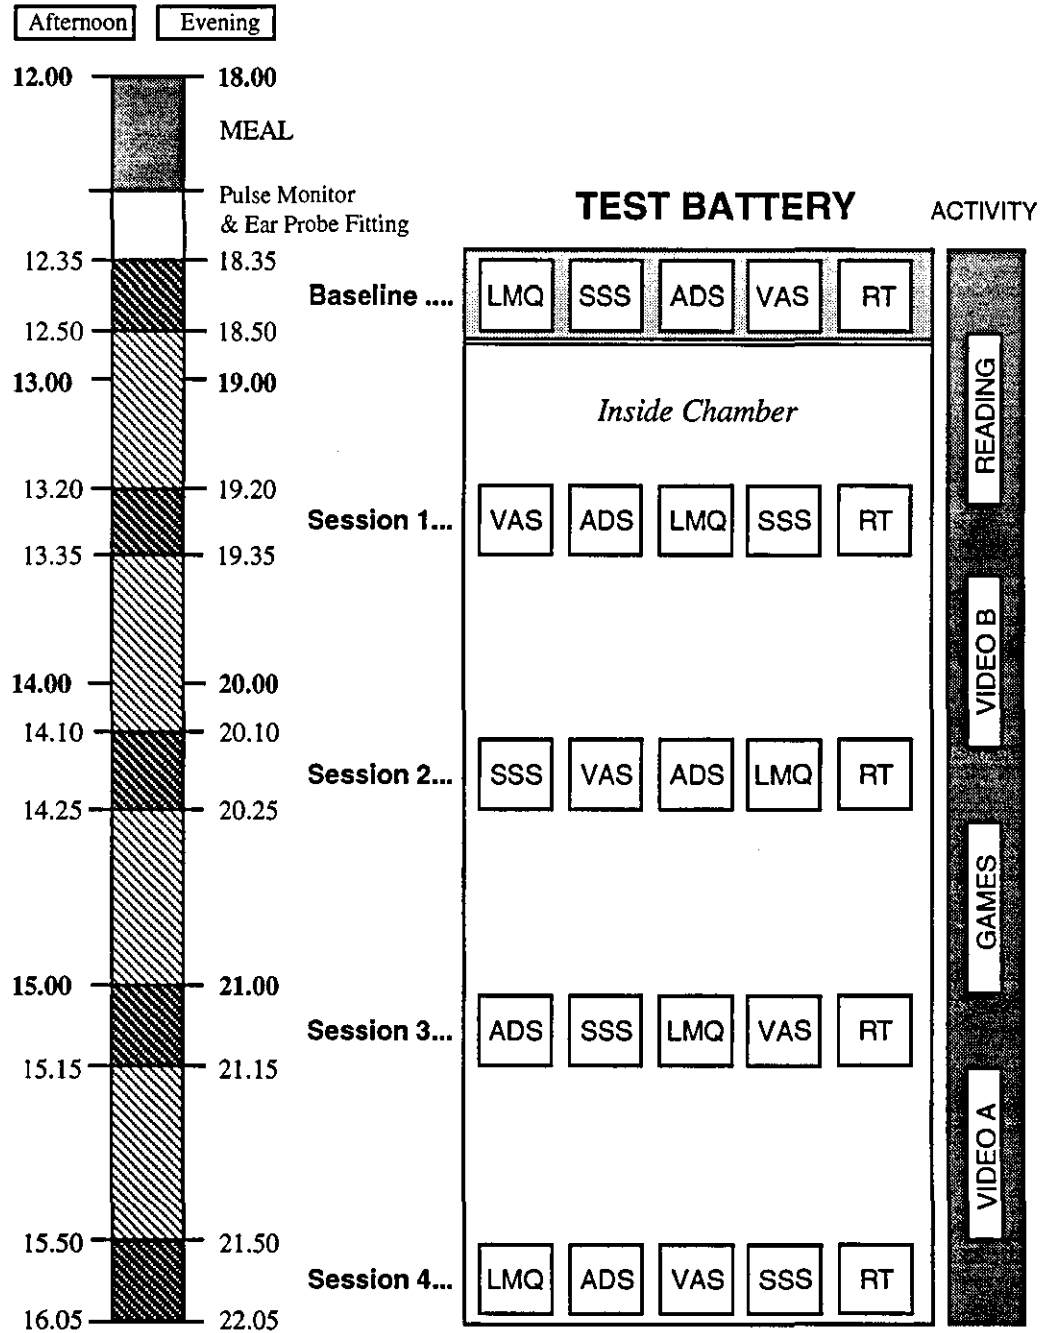 Afternoon Evening
12.00 18.00
MEAL
Pulse Monitor
& Ear Probe Fitting
TEST BATTERY ACTIVITY
12.35 18.35
Baseline .... LMQ SSS ADS VAS RT
12.50 18.50
13.00 19.00
Inside Chamber
READING
13.20 19.20
Session 1... VAS ADS LMQ SSS RT
13.35 19.35
VIDEO B
14.00 20.00
14.10 20.10
Session 2... SSS VAS ADS LMQ RT
14.25 20.25
GAMES
15.00 21.00
Session 3... ADS SSS LMQ VAS RT
15.15 21.15
VIDEO A
15.50 21.50
Session 4... LMQ ADS VAS SSS RT
16.05 22.05